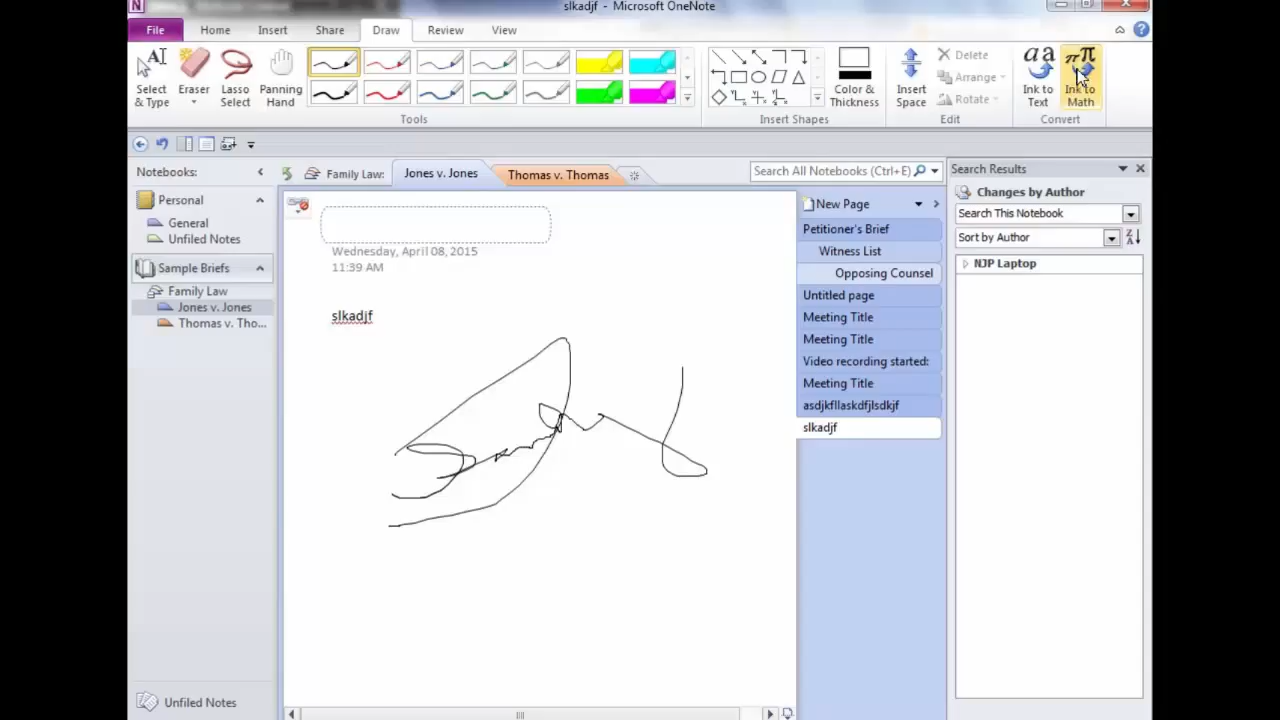 slkadjf - Microsoft OneNote
File Home Insert Share Draw Review View
Select & Type
Eraser
Lasso Select
Panning Hand
Color & Thickness
Insert Space
Delete
Arrange
Rotate
Ink to Text
Ink to Math
Tools
Insert Shapes
Edit
Convert
Notebooks:
Personal
General
Unfiled Notes
Sample Briefs
Family Law
Jones v. Jones
Thomas v. Tho...
Unfiled Notes
Family Law:
Jones v. Jones
Thomas v. Thomas
Search All Notebooks (Ctrl+E)
Wednesday, April 08, 2015
11:39 AM
slkadjf
New Page
Petitioner's Brief
Witness List
Opposing Counsel
Untitled page
Meeting Title
Meeting Title
Video recording started:
Meeting Title
asdjkfllaskdfjlsdkjf
slkadjf
Search Results
Changes by Author
Search This Notebook
Sort by Author
NJP Laptop